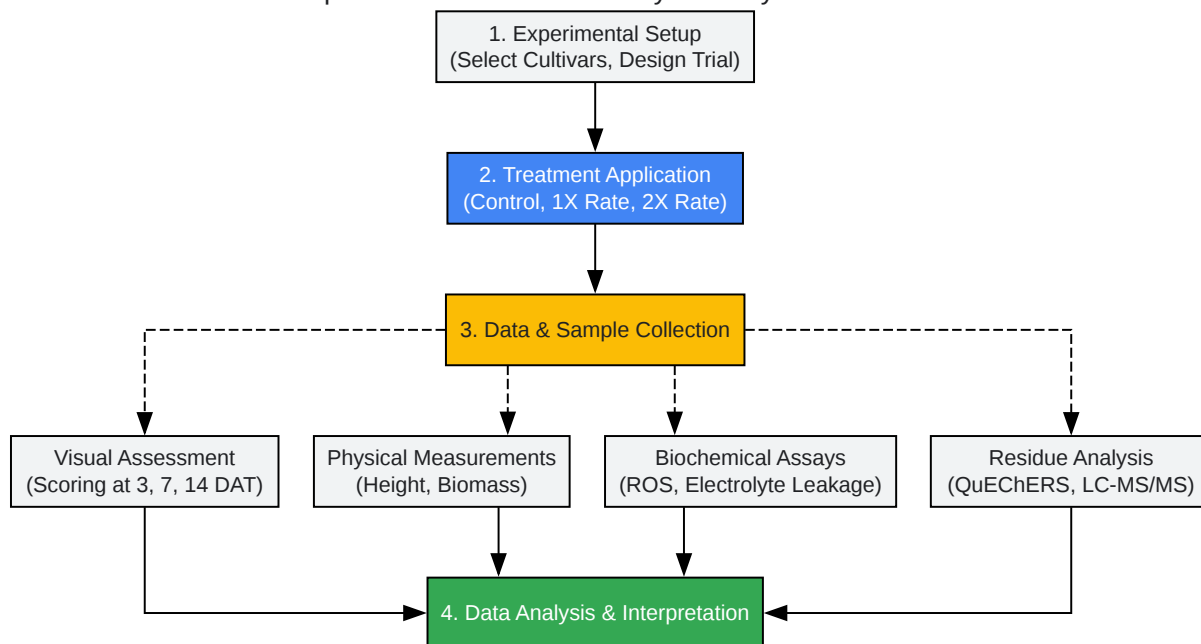 1. Experimental Setup
(Select Cultivars, Design Trial)
2. Treatment Application
(Control, 1X Rate, 2X Rate)
3. Data & Sample Collection
Visual Assessment
(Scoring at 3, 7, 14 DAT)
Physical Measurements
(Height, Biomass)
Biochemical Assays
(ROS, Electrolyte Leakage)
Residue Analysis
(QuEChERS, LC-MS/MS)
4. Data Analysis & Interpretation